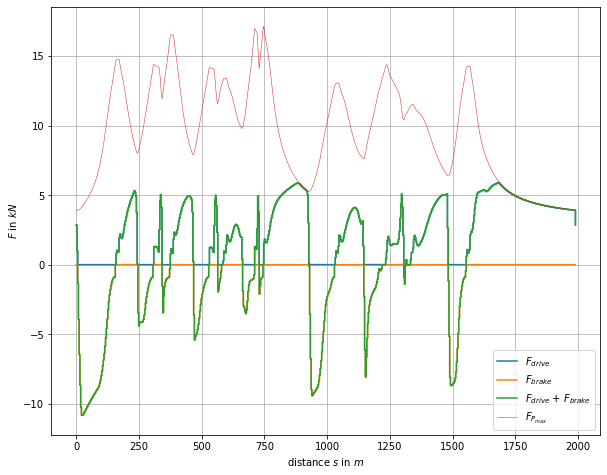 15
10
5
0
−5
−10
F in kN
0
250
500
750
1000
1250
1500
1750
2000
distance s in m
F_drive
F_brake
F_drive + F_brake
F_P_max